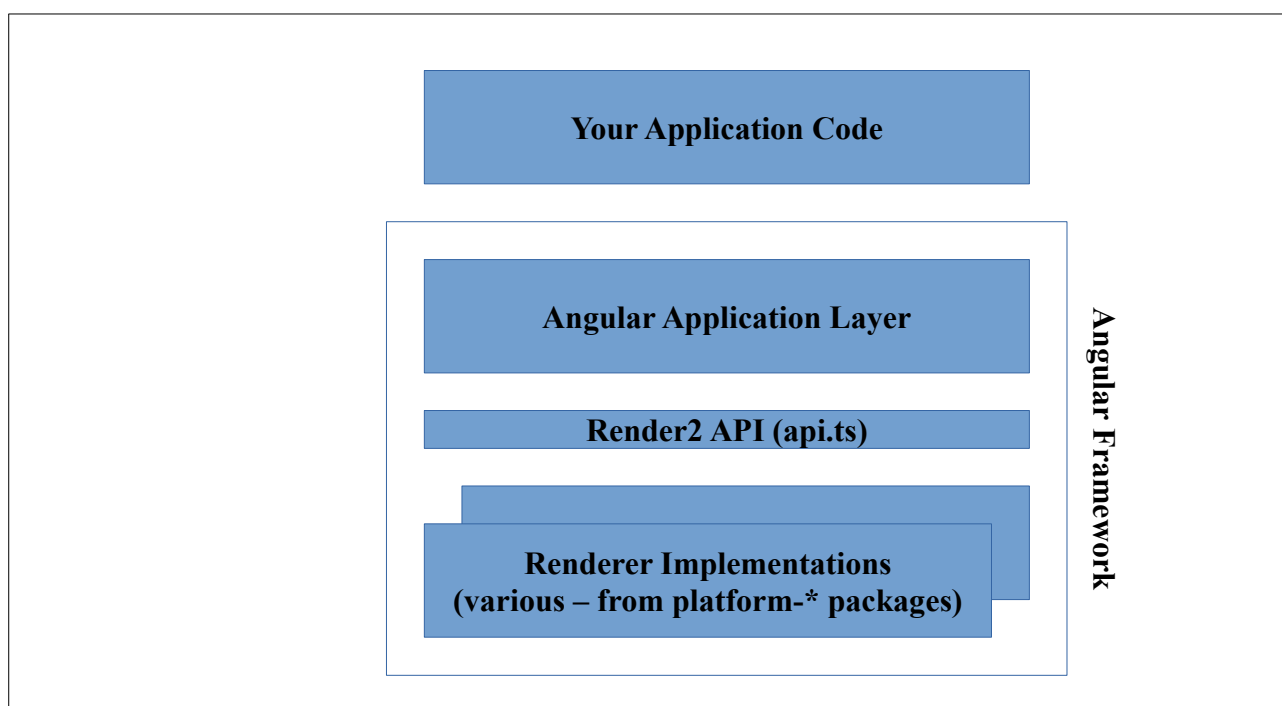 Your Application Code
Angular Application Layer
Render2 API (api.ts)
Renderer Implementations
(various – from platform-* packages)
Angular Framework